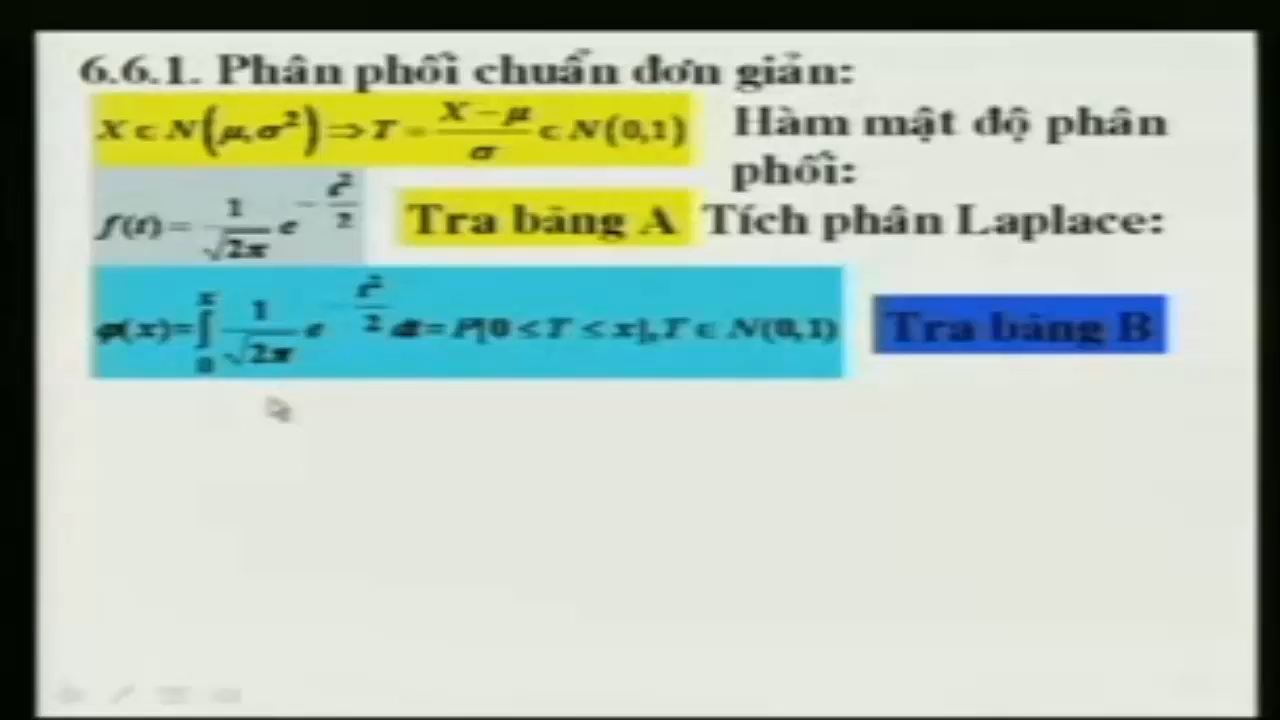 6.6.1. Phân phối chuẩn đơn giản:
X ∈ N(μ,σ²) ⇒ T = (X − μ)/σ ∈ N(0,1) Hàm mật độ phân
phối:
f(t) = 1/√2π e^(−t²/2) Tra bảng A Tích phân Laplace:
φ(x) = ∫₀ˣ 1/√2π e^(−t²/2) dt = P[0 < T < x], T ∈ N(0,1) Tra bảng B